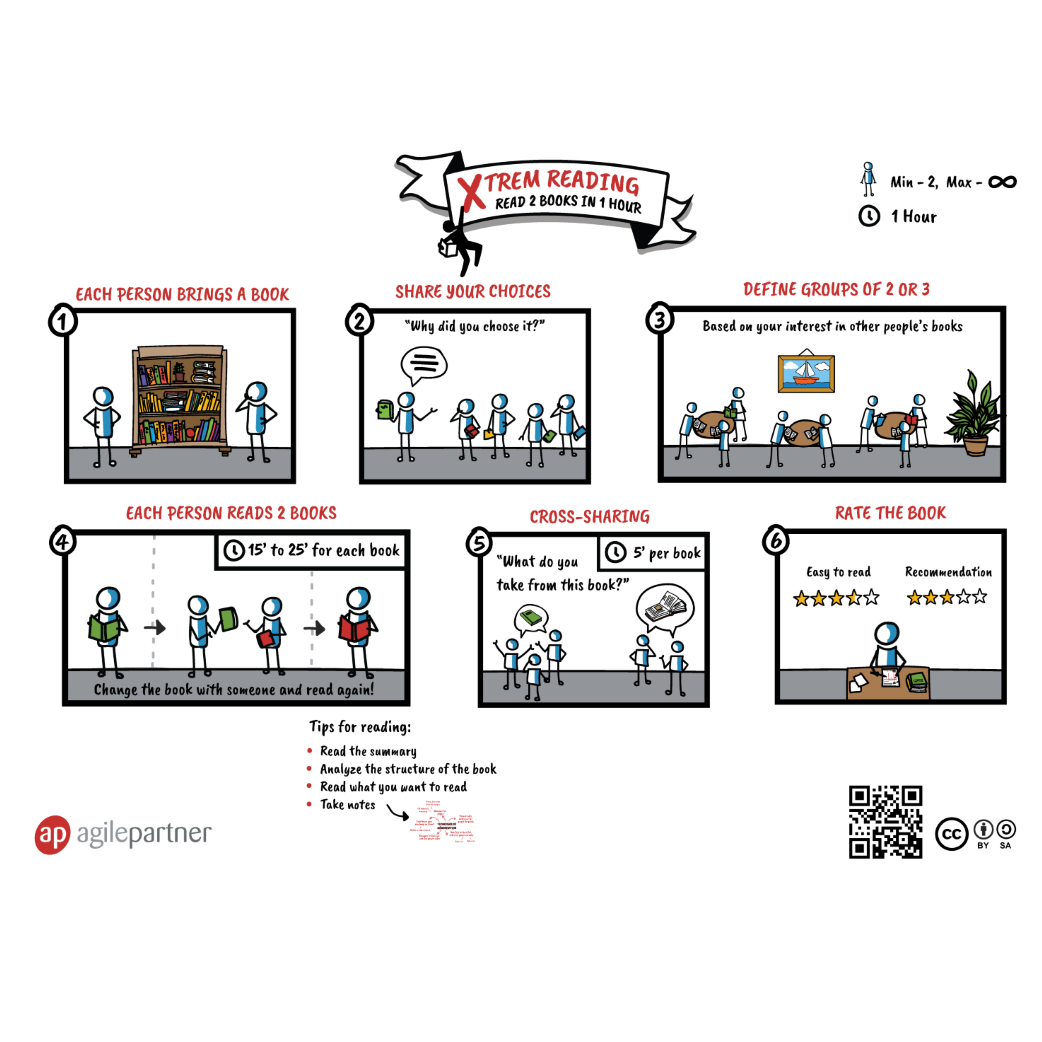 XTREM READING
READ 2 BOOKS IN 1 HOUR
Min - 2, Max - ∞
1 Hour
EACH PERSON BRINGS A BOOK
1
SHARE YOUR CHOICES
2
"Why did you choose it?"
DEFINE GROUPS OF 2 OR 3
3
Based on your interest in other people's books
EACH PERSON READS 2 BOOKS
4
15' to 25' for each book
Change the book with someone and read again!
CROSS-SHARING
5
5' per book
"What do you
take from this book?"
RATE THE BOOK
6
Easy to read
Recommendation
Tips for reading:
• Read the summary
• Analyze the structure of the book
• Read what you want to read
• Take notes
ap agilepartner
cc
BY SA